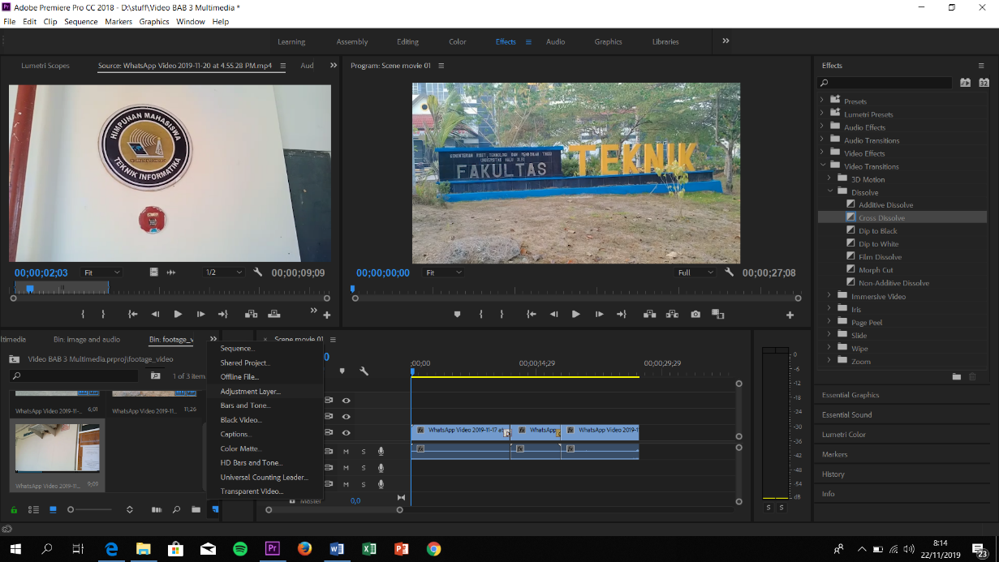 Adobe Premiere Pro CC 2018 - D:\stuff\Video BAB 3 Multimedia *
File Edit Clip Sequence Markers Graphics Window Help
Learning Assembly Editing Color Effects Audio Graphics Libraries
Lumetri Scopes Source: WhatsApp Video 2019-11-20 at 4.55.28 PM.mp4 Aud
HIMPUNAN MAHASISWA
TEKNIK INFORMATIKA
00;00;02;03 Fit 1/2 00;00;09;09
Program: Scene movie 01
KEMENTERIAN RISET, TEKNOLOGI DAN PENDIDIKAN TINGGI
UNIVERSITAS HALU OLEO
FAKULTAS TEKNIK
00;00;00;00 Fit Full 00;00;27;08
Effects
Presets
Lumetri Presets
Audio Effects
Audio Transitions
Video Effects
Video Transitions
3D Motion
Dissolve
Additive Dissolve
Cross Dissolve
Dip to Black
Dip to White
Film Dissolve
Morph Cut
Non-Additive Dissolve
Immersive Video
Iris
Page Peel
Slide
Wipe
Zoom
Essential Graphics
Essential Sound
Lumetri Color
Markers
History
Info
ltimedia Bin: image and audio Bin: footage_v
Video BAB 3 Multimedia.prproj\footage_video
1 of 3 item
WhatsApp Video 2019-11... 6;01 WhatsApp Video 2019-11... 11;26
WhatsApp Video 2019-11... 9;09
Sequence...
Shared Project...
Offline File...
Adjustment Layer...
Bars and Tone...
Black Video...
Captions...
Color Matte...
HD Bars and Tone...
Universal Counting Leader...
Transparent Video...
Scene movie 01
0
;00;00 00;00;14;29 00;00;29;29
fx WhatsApp Video 2019-11-17 at fx WhatsApp fx WhatsApp Video 2019-1
fx fx fx
M S
M S
M S
Master 0,0
0
-6
-12
-18
-24
-30
-36
-42
-48
-54
dB
S S
8:14
22/11/2019
23